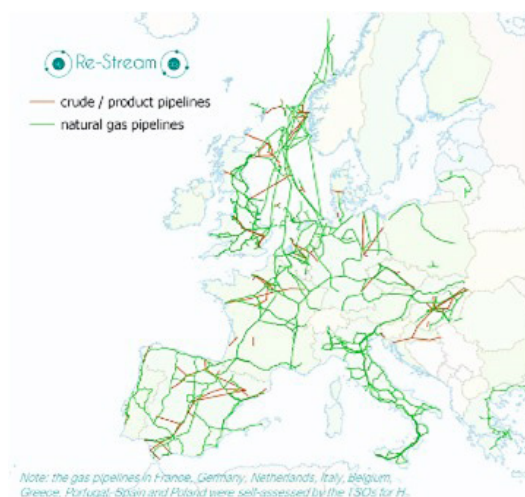 Re-Stream
crude / product pipelines
natural gas pipelines
Note: the gas pipelines in France, Germany, Netherlands, Italy, Belgium,
Greece, Portugal, Spain and Poland were self-assessed by the TSOs for H₂